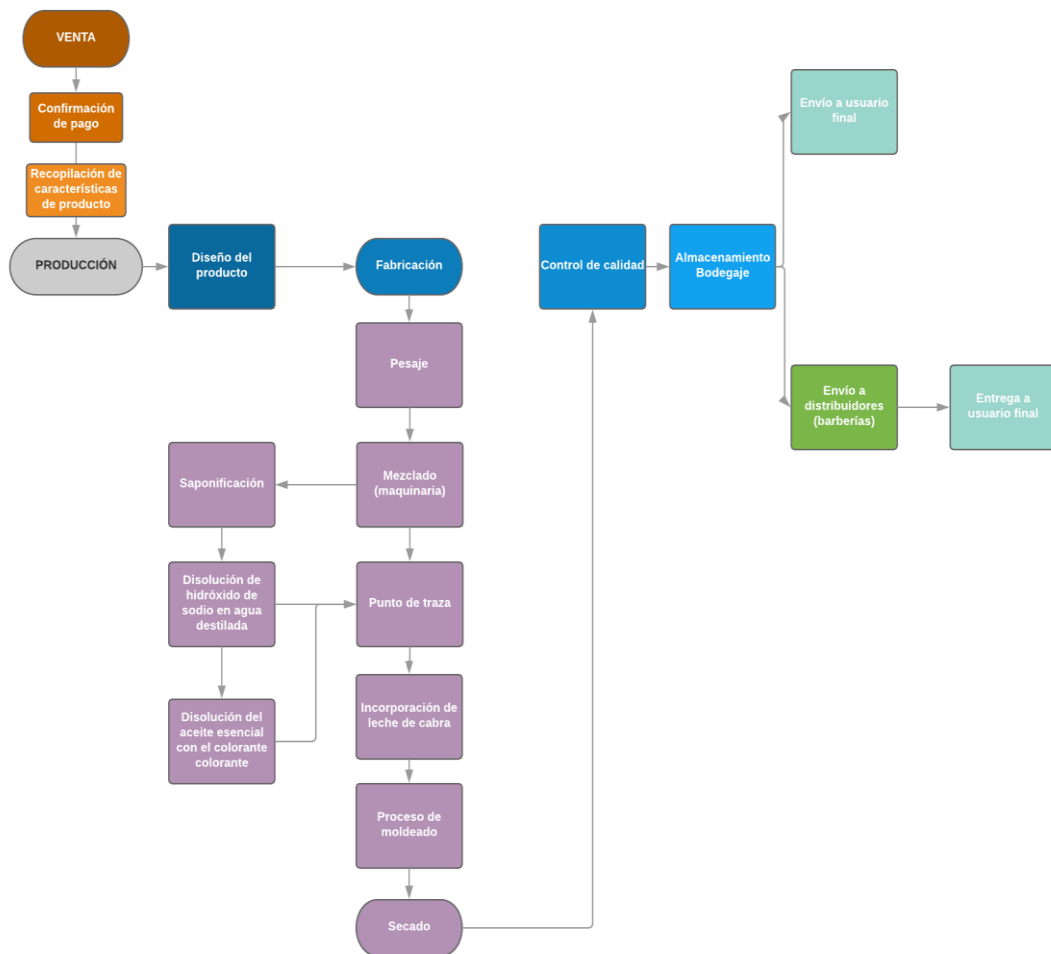 VENTA
Confirmación
de pago
Recopilación de
características
de producto
PRODUCCIÓN
Diseño del
producto
Fabricación
Pesaje
Mezclado
(maquinaria)
Saponificación
Disolución de
hidróxido de
sodio en agua
destilada
Disolución del
aceite esencial
con el colorante
colorante
Punto de traza
Incorporación de
leche de cabra
Proceso de
moldeado
Secado
Control de calidad
Almacenamiento
Bodegaje
Envío a usuario
final
Envío a
distribuidores
(barberías)
Entrega a
usuario final